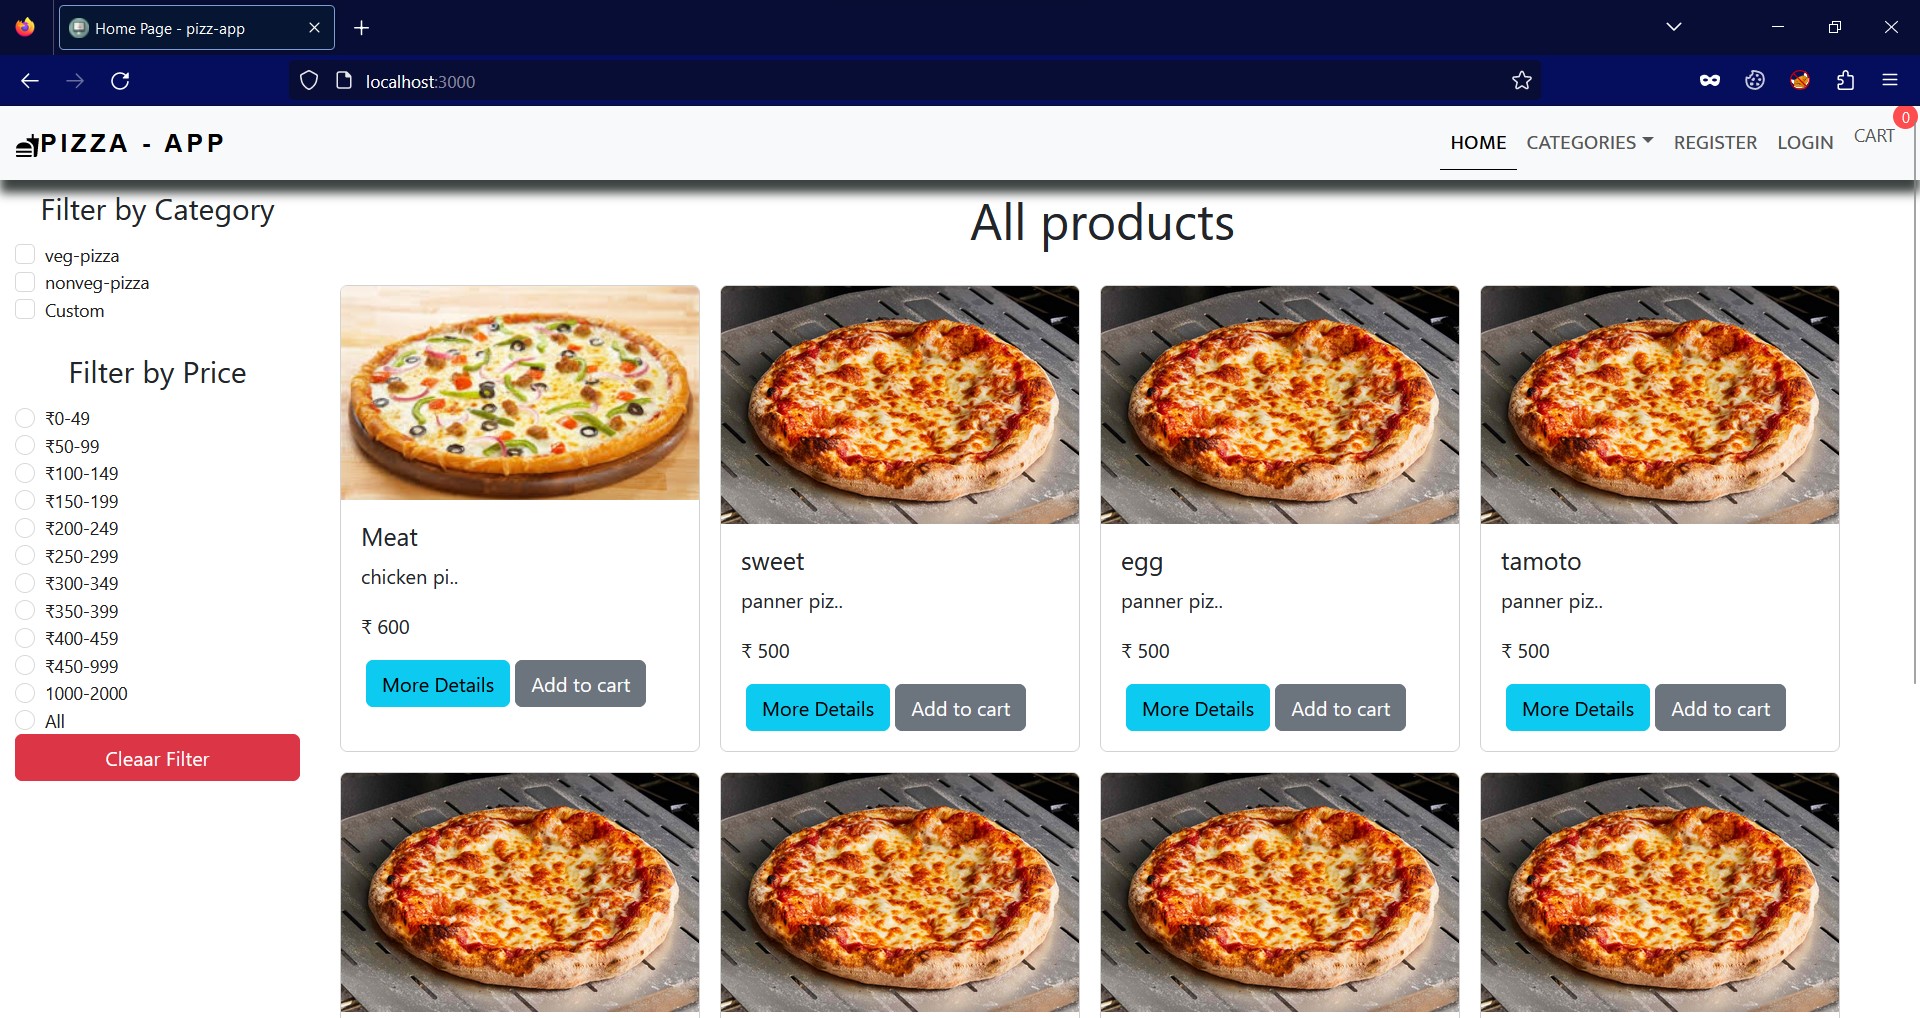 Home Page - pizz-app
localhost:3000
PIZZA - APP
HOME CATEGORIES REGISTER LOGIN CART 0
Filter by Category
veg-pizza
nonveg-pizza
Custom
Filter by Price
₹0-49
₹50-99
₹100-149
₹150-199
₹200-249
₹250-299
₹300-349
₹350-399
₹400-459
₹450-999
1000-2000
All
Cleaar Filter
All products
Meat
chicken pi..
₹ 600
More Details Add to cart
sweet
panner piz..
₹ 500
More Details Add to cart
egg
panner piz..
₹ 500
More Details Add to cart
tamoto
panner piz..
₹ 500
More Details Add to cart